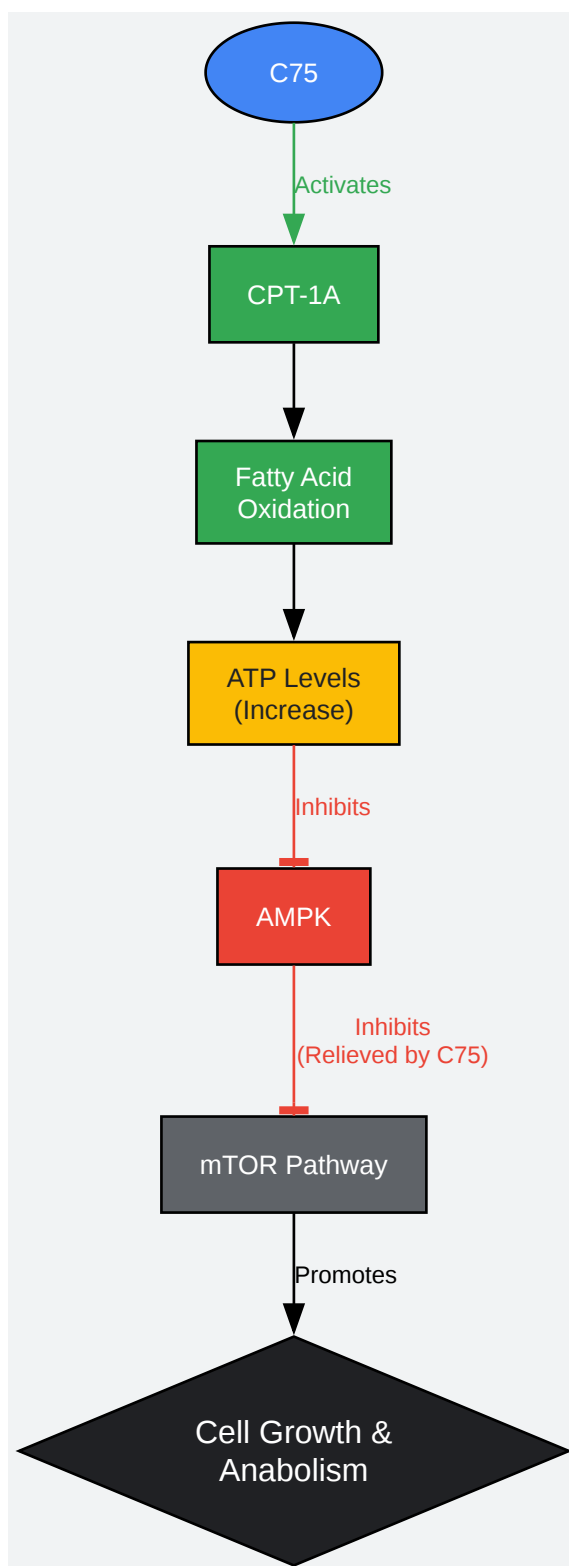 C75
Activates
CPT-1A
Fatty Acid
Oxidation
ATP Levels
(Increase)
Inhibits
AMPK
Inhibits
(Relieved by C75)
mTOR Pathway
Promotes
Cell Growth &
Anabolism